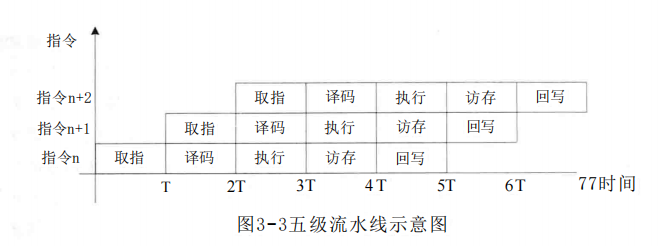 指令
指令n+2 取指 译码 执行 访存 回写
指令n+1 取指 译码 执行 访存 回写
指令n 取指 译码 执行 访存 回写
T 2T 3T 4T 5T 6T 77时间
图3-3五级流水线示意图